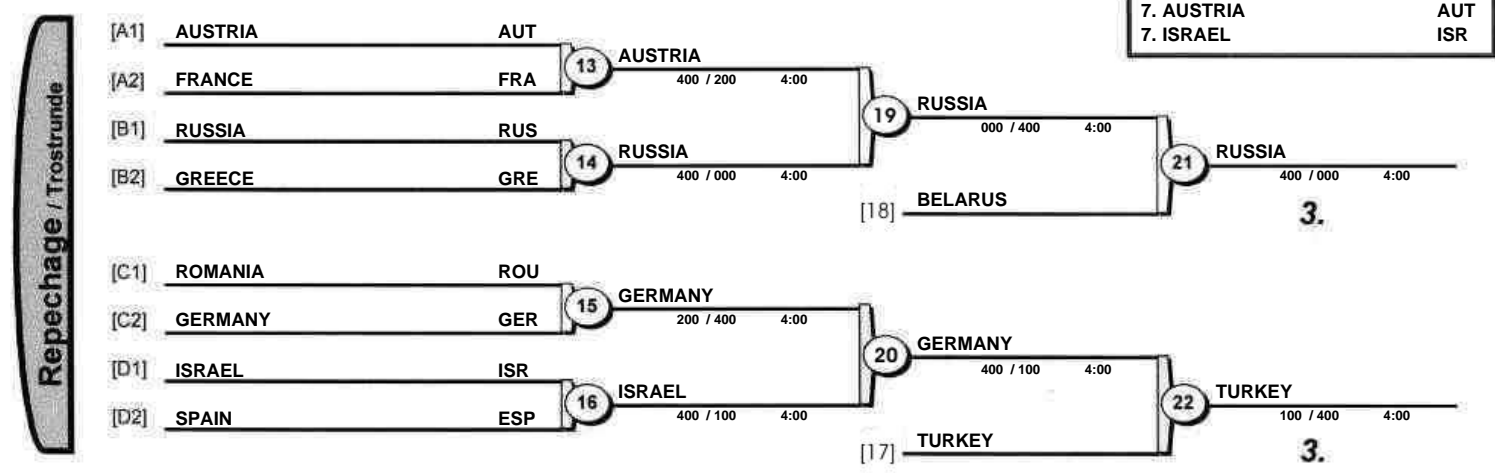 7. AUSTRIA AUT
7. ISRAEL ISR
Repechage / Trostrunde
[A1] AUSTRIA AUT
[A2] FRANCE FRA
13 AUSTRIA
400 / 200 4:00
[B1] RUSSIA RUS
[B2] GREECE GRE
14 RUSSIA
400 / 000 4:00
19 RUSSIA
000 / 400 4:00
[18] BELARUS
21 RUSSIA
400 / 000 4:00
3.
[C1] ROMANIA ROU
[C2] GERMANY GER
15 GERMANY
200 / 400 4:00
[D1] ISRAEL ISR
[D2] SPAIN ESP
16 ISRAEL
400 / 100 4:00
20 GERMANY
400 / 100 4:00
[17] TURKEY
22 TURKEY
100 / 400 4:00
3.